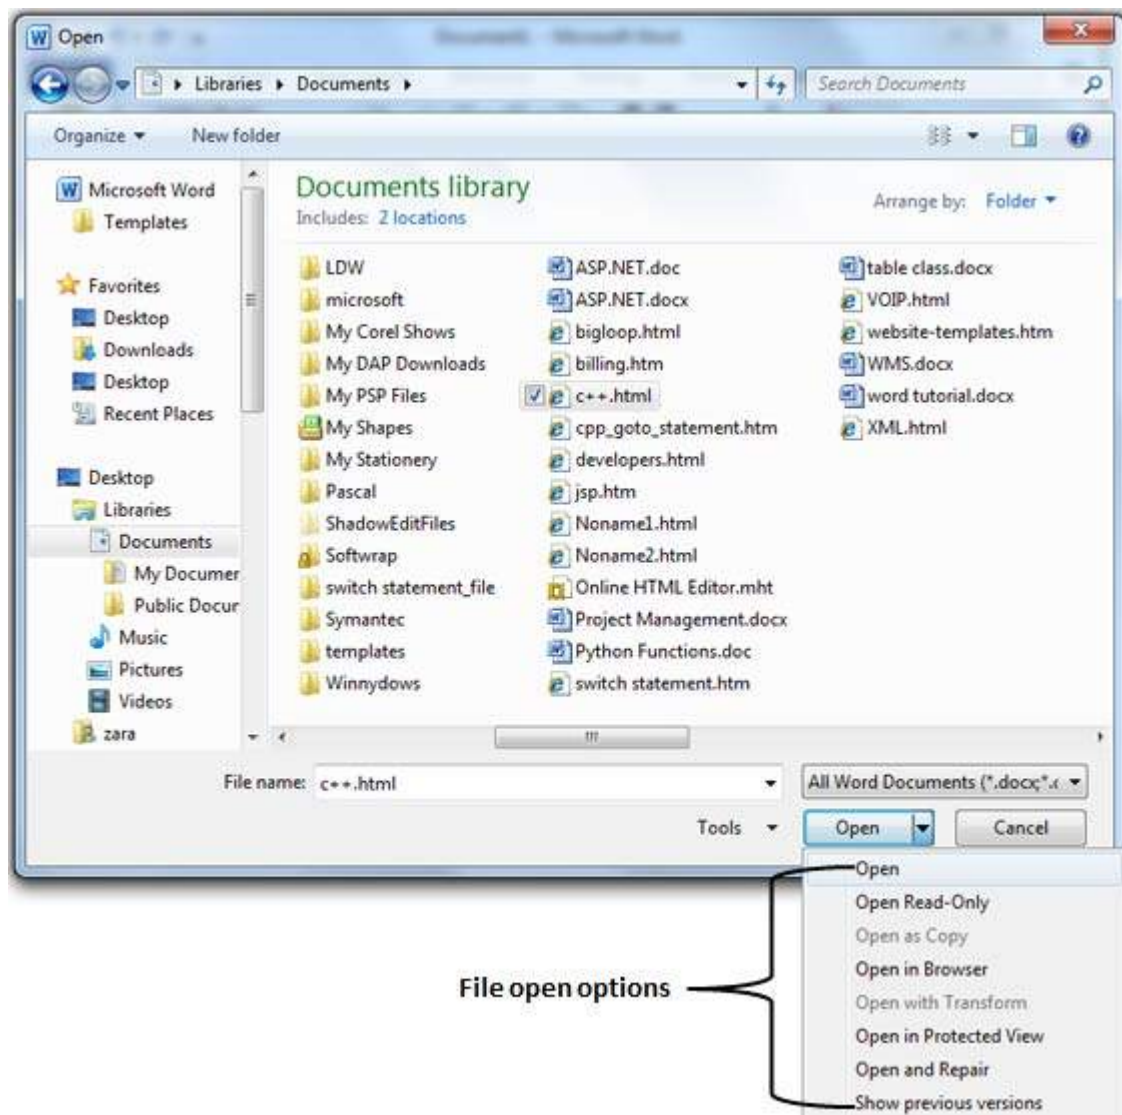 Open
Libraries Documents
Search Documents
Organize New folder
Microsoft Word
Templates
Favorites
Desktop
Downloads
Desktop
Recent Places
Desktop
Libraries
Documents
My Documer
Public Docur
Music
Pictures
Videos
zara
Documents library
Includes: 2 locations
Arrange by: Folder
LDW
microsoft
My Corel Shows
My DAP Downloads
My PSP Files
My Shapes
My Stationery
Pascal
ShadowEditFiles
Softwrap
switch statement_file
Symantec
templates
Winnydows
ASP.NET.doc
ASP.NET.docx
bigloop.html
billing.htm
c++.html
cpp_goto_statement.htm
developers.html
jsp.htm
Noname1.html
Noname2.html
Online HTML Editor.mht
Project Management.docx
Python Functions.doc
switch statement.htm
table class.docx
VOIP.html
website-templates.htm
WMS.docx
word tutorial.docx
XML.html
File name: c++.html
All Word Documents (*.docx;*.c
Tools Open Cancel
Open
Open Read-Only
Open as Copy
Open in Browser
Open with Transform
Open in Protected View
Open and Repair
Show previous versions
File open options